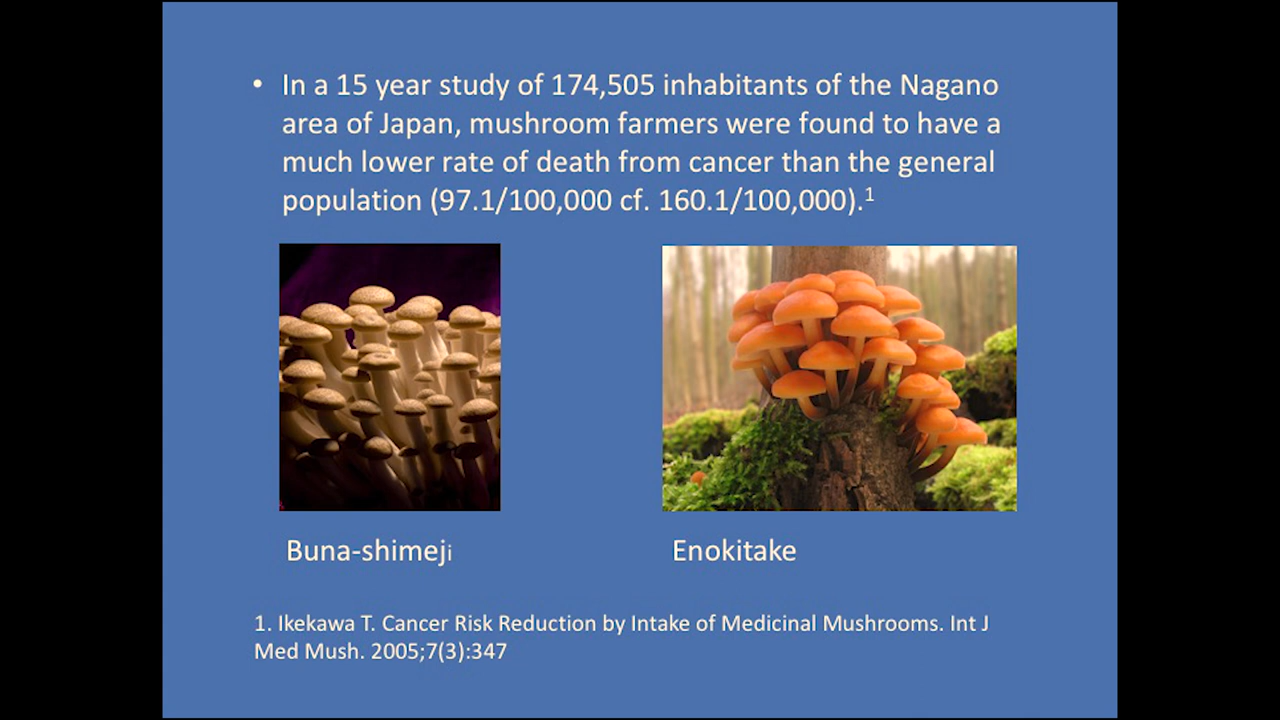 • In a 15 year study of 174,505 inhabitants of the Nagano
area of Japan, mushroom farmers were found to have a
much lower rate of death from cancer than the general
population (97.1/100,000 cf. 160.1/100,000).1
Buna-shimeji
Enokitake
1. Ikekawa T. Cancer Risk Reduction by Intake of Medicinal Mushrooms. Int J
Med Mush. 2005;7(3):347